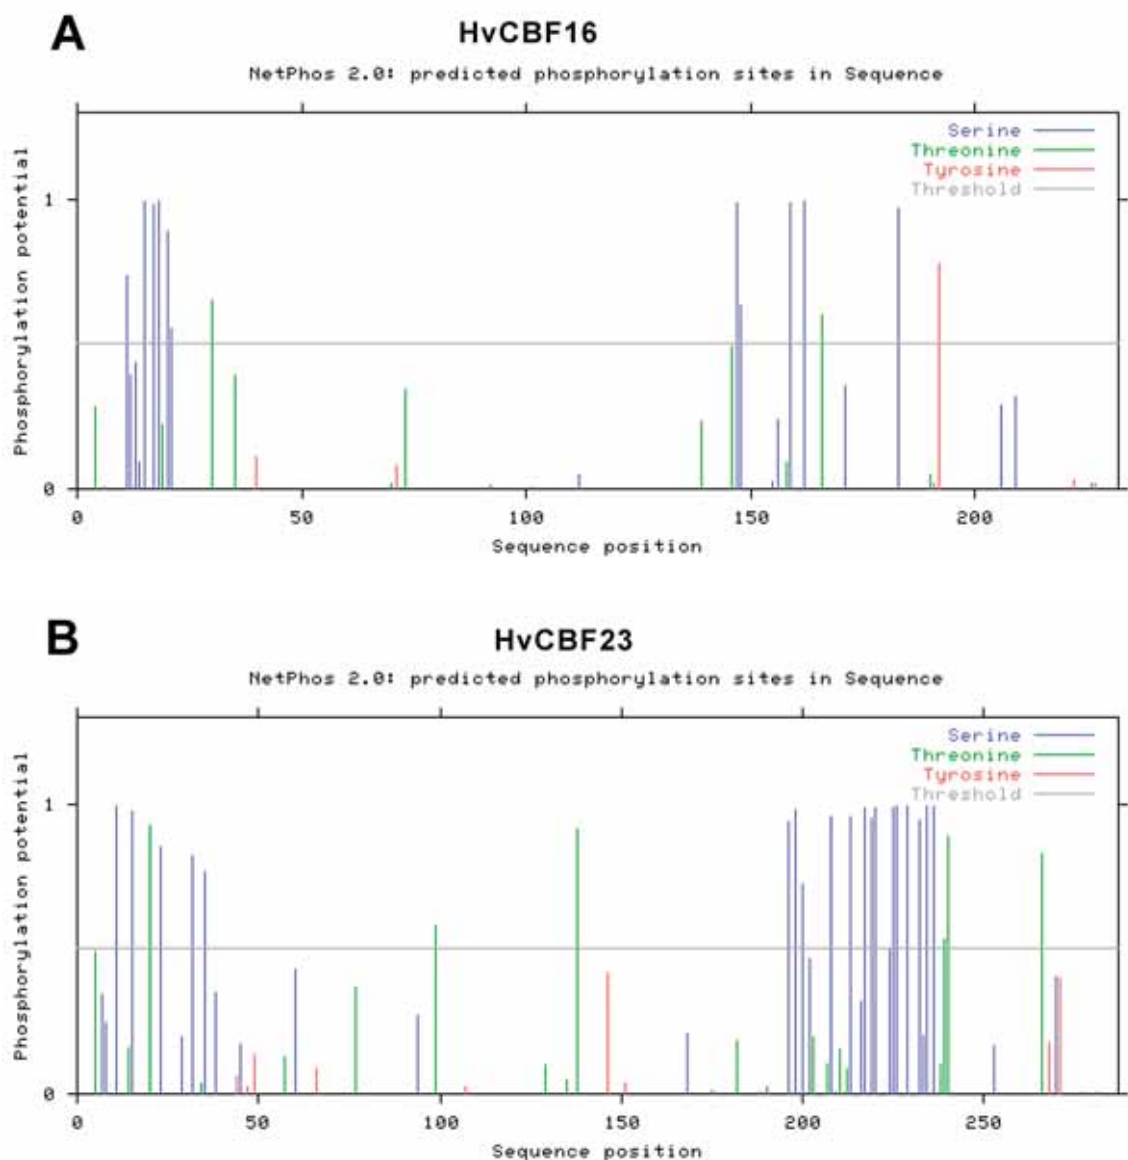 A
HvCBF16
NetPhos 2.0: predicted phosphorylation sites in Sequence
Serine
Threonine
Tyrosine
Threshold
Phosphorylation potential
1
0
0 50 100 150 200
Sequence position
B
HvCBF23
NetPhos 2.0: predicted phosphorylation sites in Sequence
Serine
Threonine
Tyrosine
Threshold
Phosphorylation potential
1
0
0 50 100 150 200 250
Sequence position